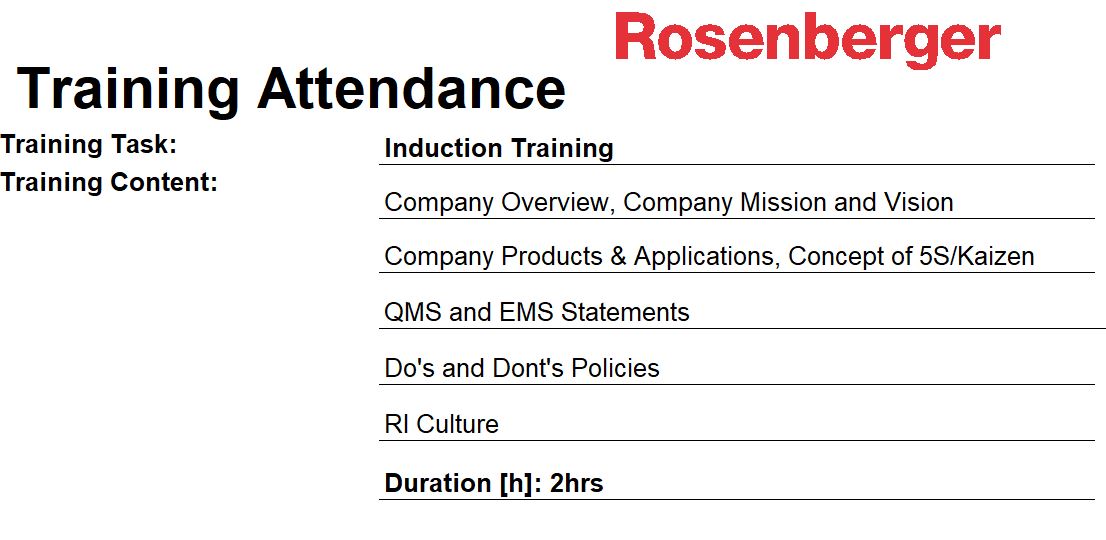 Rosenberger
Training Attendance
Training Task:
Induction Training
Training Content:
Company Overview, Company Mission and Vision
Company Products & Applications, Concept of 5S/Kaizen
QMS and EMS Statements
Do's and Dont's Policies
RI Culture
Duration [h]: 2hrs